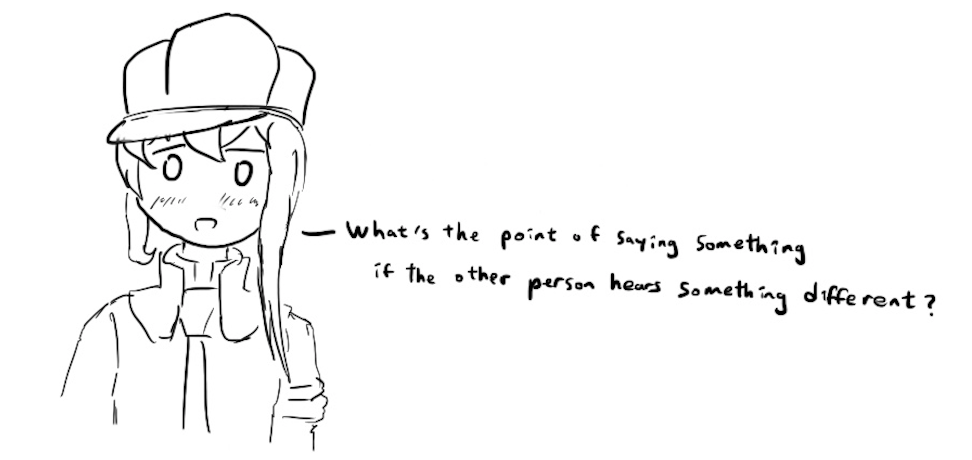 What's the point of saying something
if the other person hears something different?